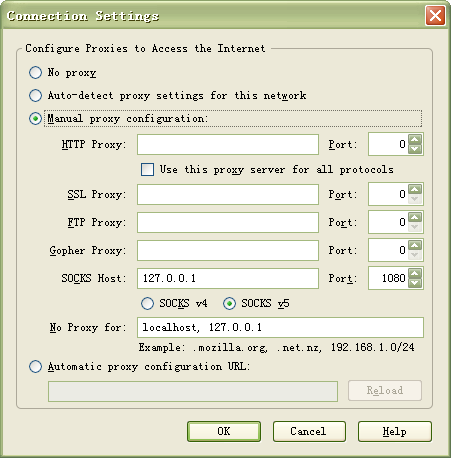 Connection Settings
Configure Proxies to Access the Internet
No proxy
Auto-detect proxy settings for this network
Manual proxy configuration:
HTTP Proxy: Port: 0
Use this proxy server for all protocols
SSL Proxy: Port: 0
FTP Proxy: Port: 0
Gopher Proxy: Port: 0
SOCKS Host: 127.0.0.1 Port: 1080
SOCKS v4 SOCKS v5
No Proxy for: localhost, 127.0.0.1
Example: .mozilla.org, .net.nz, 192.168.1.0/24
Automatic proxy configuration URL:
Reload
OK Cancel Help